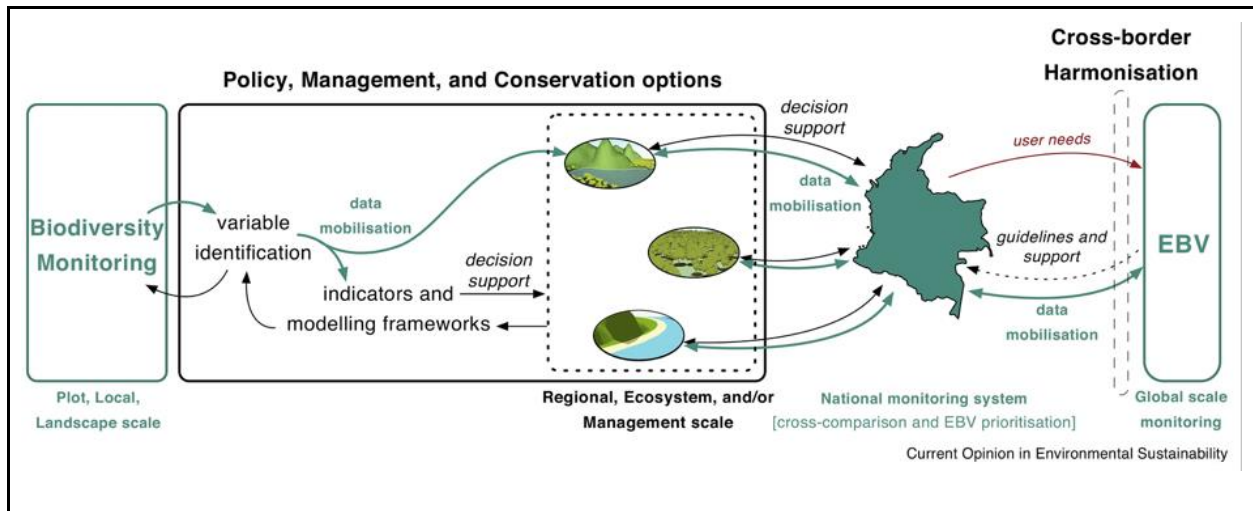 Cross-border
Harmonisation
Policy, Management, and Conservation options
Biodiversity
Monitoring
variable
identification
data
mobilisation
indicators and
modelling frameworks
decision
support
decision
support
data
mobilisation
user needs
guidelines and
support
data
mobilisation
EBV
Plot, Local,
Landscape scale
Regional, Ecosystem, and/or
Management scale
National monitoring system
[cross-comparison and EBV prioritisation]
Global scale
monitoring
Current Opinion in Environmental Sustainability